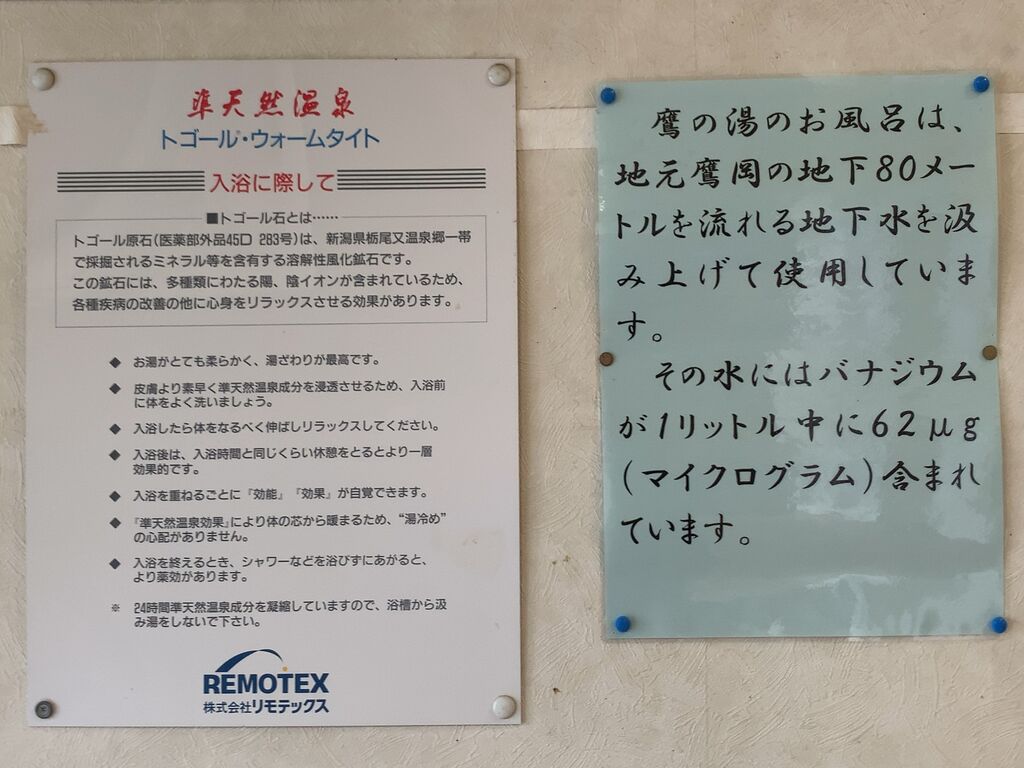 準天然温泉
トゴール・ウォームタイト
入浴に際して
■トゴール石とは……
トゴール原石(医薬部外品45口 283号)は、新潟県栃尾又温泉郷一帯
で採掘されるミネラル等を含有する溶解性風化鉱石です。
この鉱石には、多種類にわたる陽、陰イオンが含まれているため、
各種疾病の改善の他に心身をリラックスさせる効果があります。
◆ お湯がとても柔らかく、湯ざわりが最高です。
◆ 皮膚より素早く準天然温泉成分を浸透させるため、入浴前
に体をよく洗いましょう。
◆ 入浴したら体をなるべく伸ばしリラックスしてください。
◆ 入浴後は、入浴時間と同じくらい休憩をとるとより一層
効果的です。
◆ 入浴を重ねるごとに『効能』『効果』が自覚できます。
◆ 『準天然温泉効果』により体の芯から暖まるため、“湯冷め”
の心配がありません。
◆ 入浴を終えるとき、シャワーなどを浴びずにあがると、
より薬効があります。
※ 24時間準天然温泉成分を凝縮していますので、浴槽から汲
み湯をしないで下さい。
REMOTEX
株式会社リモテックス
鷹の湯のお風呂は、
地元鷹岡の地下80メー
トルを流れる地下水を汲
み上げて使用していま
す。
その水にはバナジウム
が1リットル中に62μg
(マイクログラム)含まれ
ています。